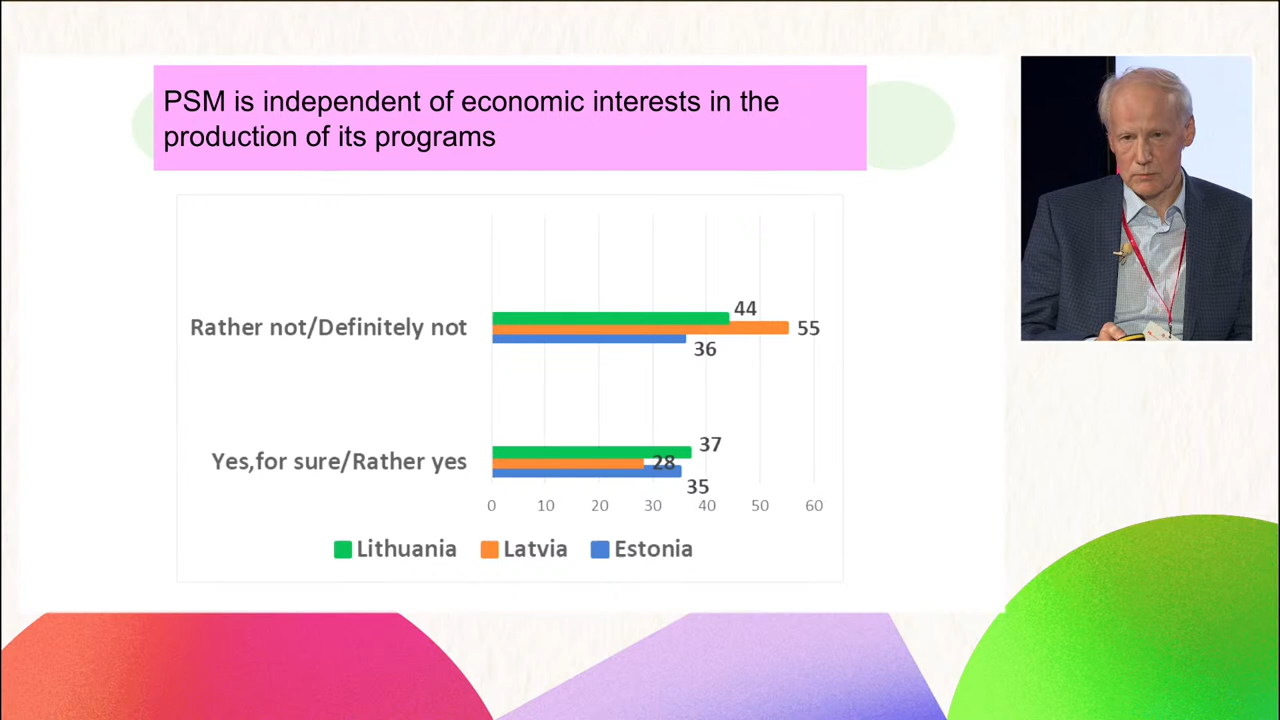 PSM is independent of economic interests in the
production of its programs
44
Rather not/Definitely not
55
36
37
Yes,for sure/Rather yes
28
35
0 10 20 30 40 50 60
Lithuania Latvia Estonia